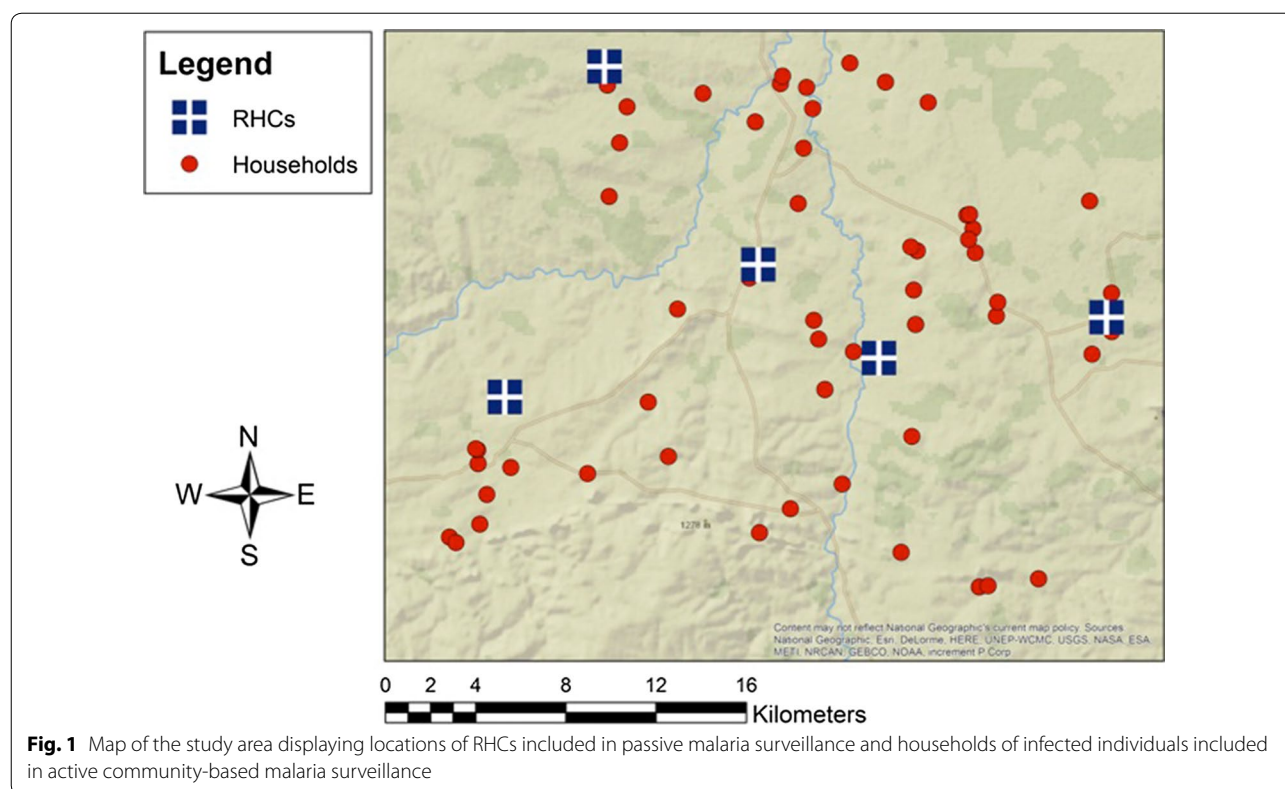 Legend
RHCs
Households
N
W E
S
1278 m
Content may not reflect National Geographic's current map policy. Sources
National Geographic, Esri, DeLorme, HERE, UNEP-WCMC, USGS, NASA, ESA
METI, NRCAN, GEBCO, NOAA, increment P Corp
0 2 4 8 12 16
Kilometers
Fig. 1 Map of the study area displaying locations of RHCs included in passive malaria surveillance and households of infected individuals included
in active community-based malaria surveillance